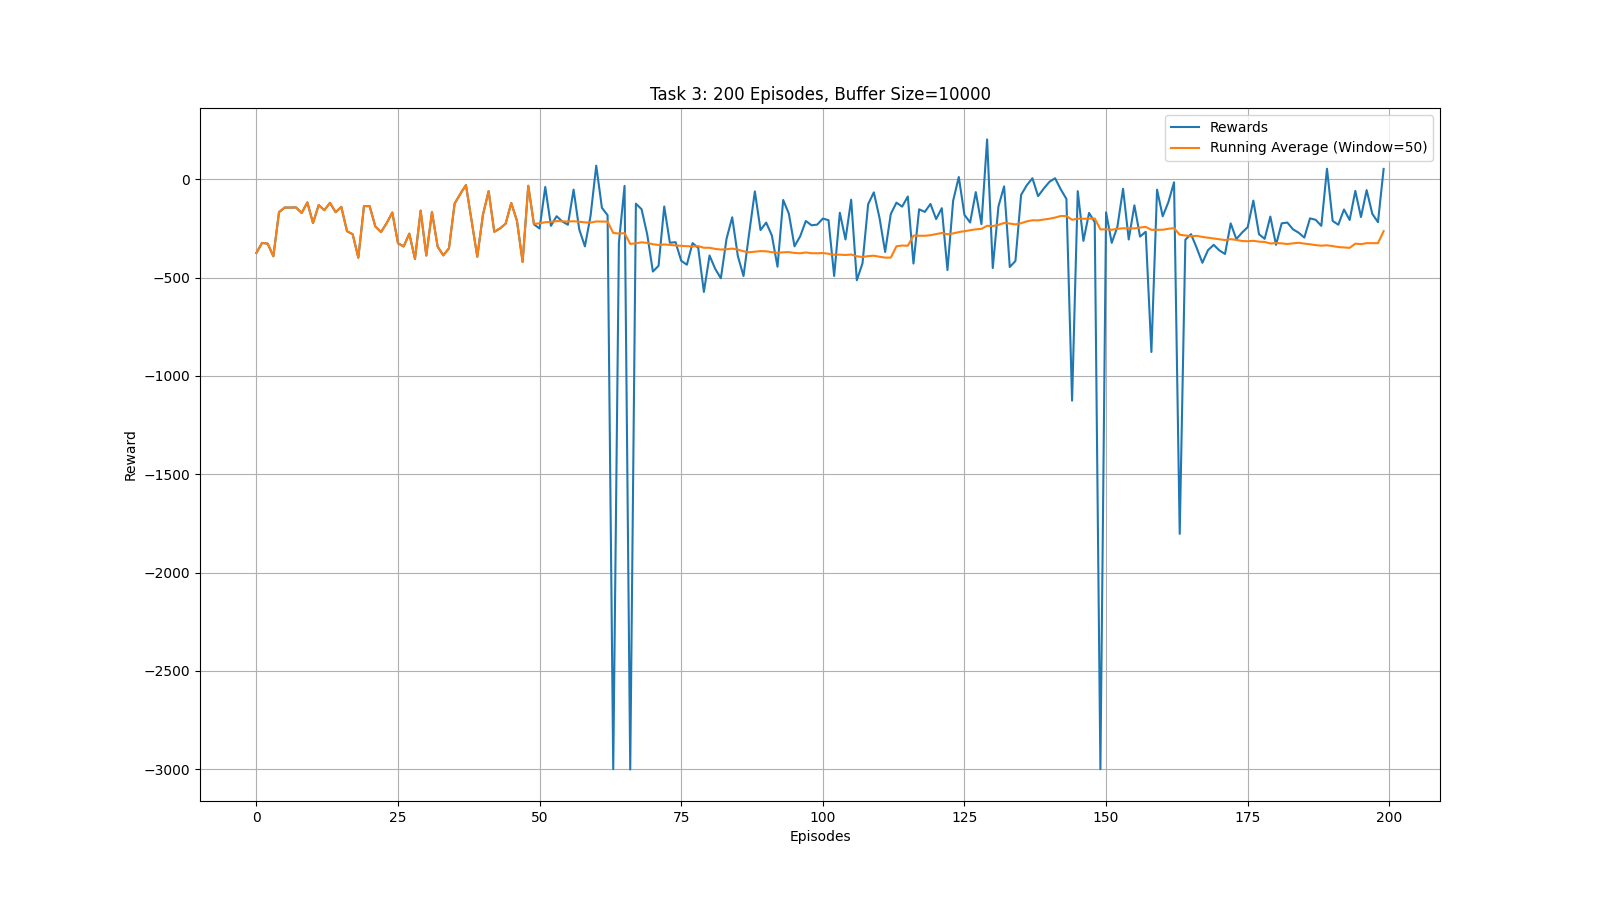 Task 3: 200 Episodes, Buffer Size=10000
Rewards
Running Average (Window=50)
0
−500
−1000
−1500
−2000
−2500
−3000
Reward
0 25 50 75 100 125 150 175 200
Episodes